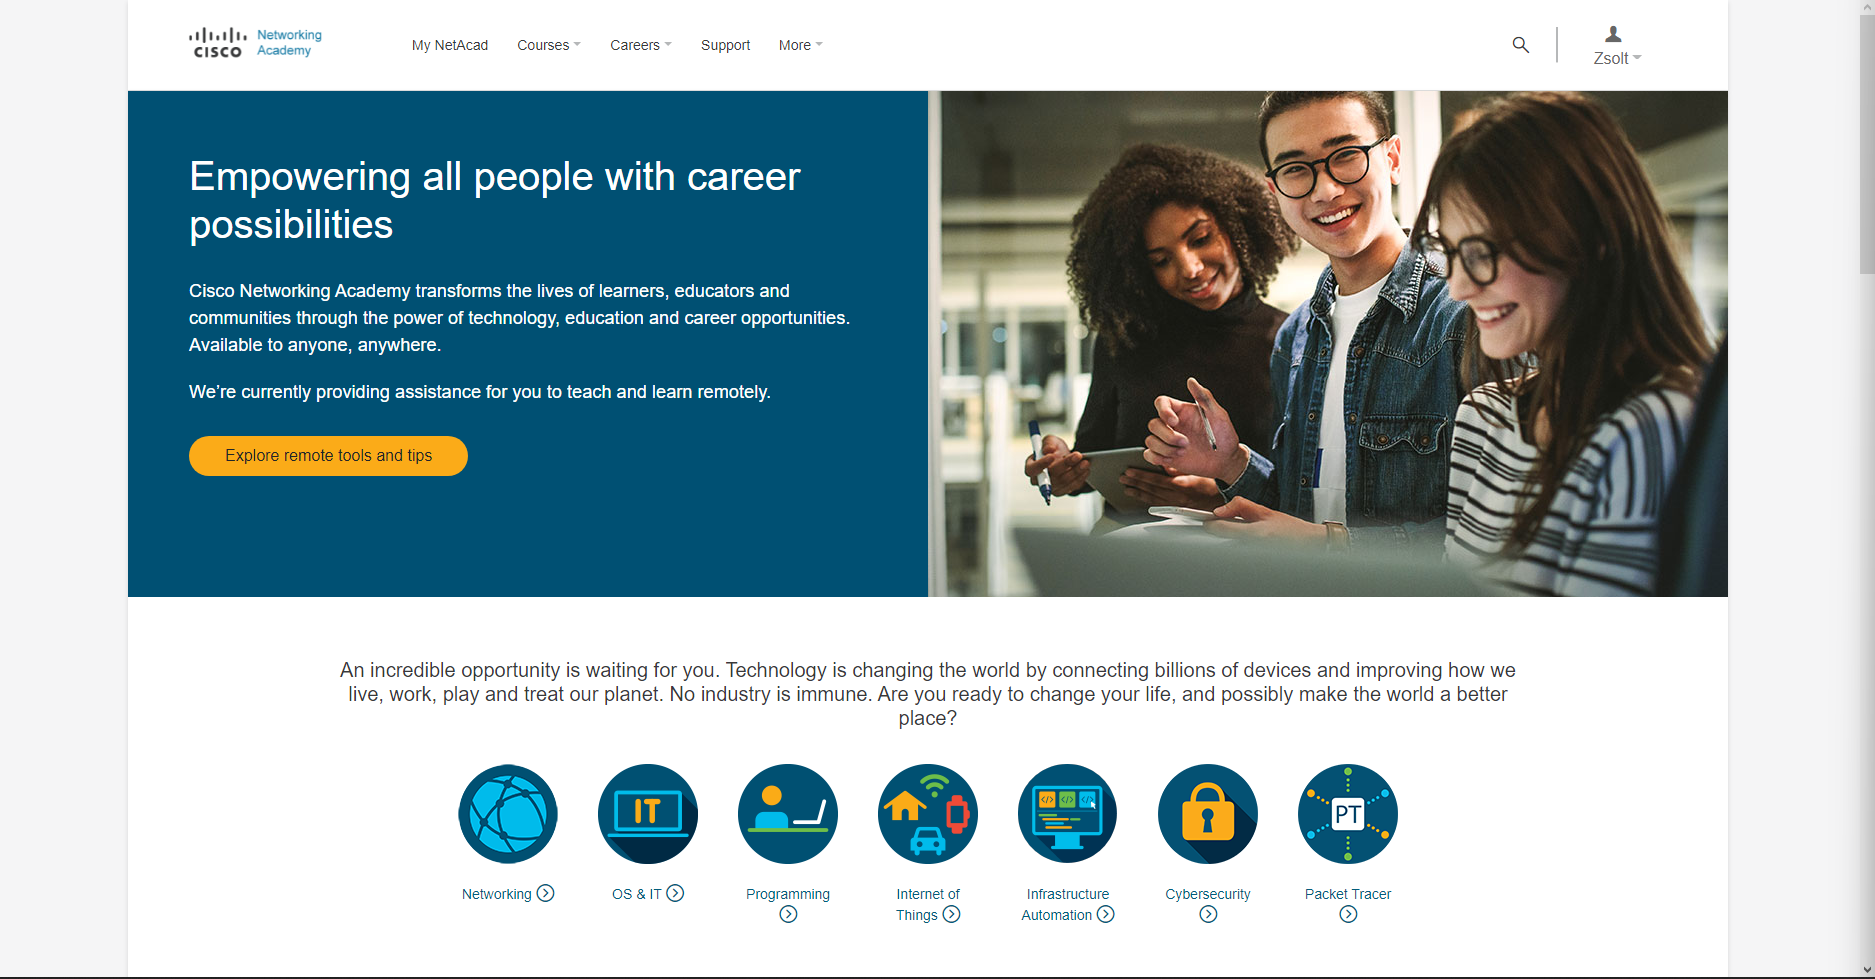 CISCO
Networking
Academy
My NetAcad
Courses
Careers
Support
More
Zsolt
Empowering all people with career
possibilities
Cisco Networking Academy transforms the lives of learners, educators and
communities through the power of technology, education and career opportunities.
Available to anyone, anywhere.
We’re currently providing assistance for you to teach and learn remotely.
Explore remote tools and tips
An incredible opportunity is waiting for you. Technology is changing the world by connecting billions of devices and improving how we
live, work, play and treat our planet. No industry is immune. Are you ready to change your life, and possibly make the world a better
place?
IT
</> </> </>
PT
Networking
OS & IT
Programming
Internet of
Things
Infrastructure
Automation
Cybersecurity
Packet Tracer